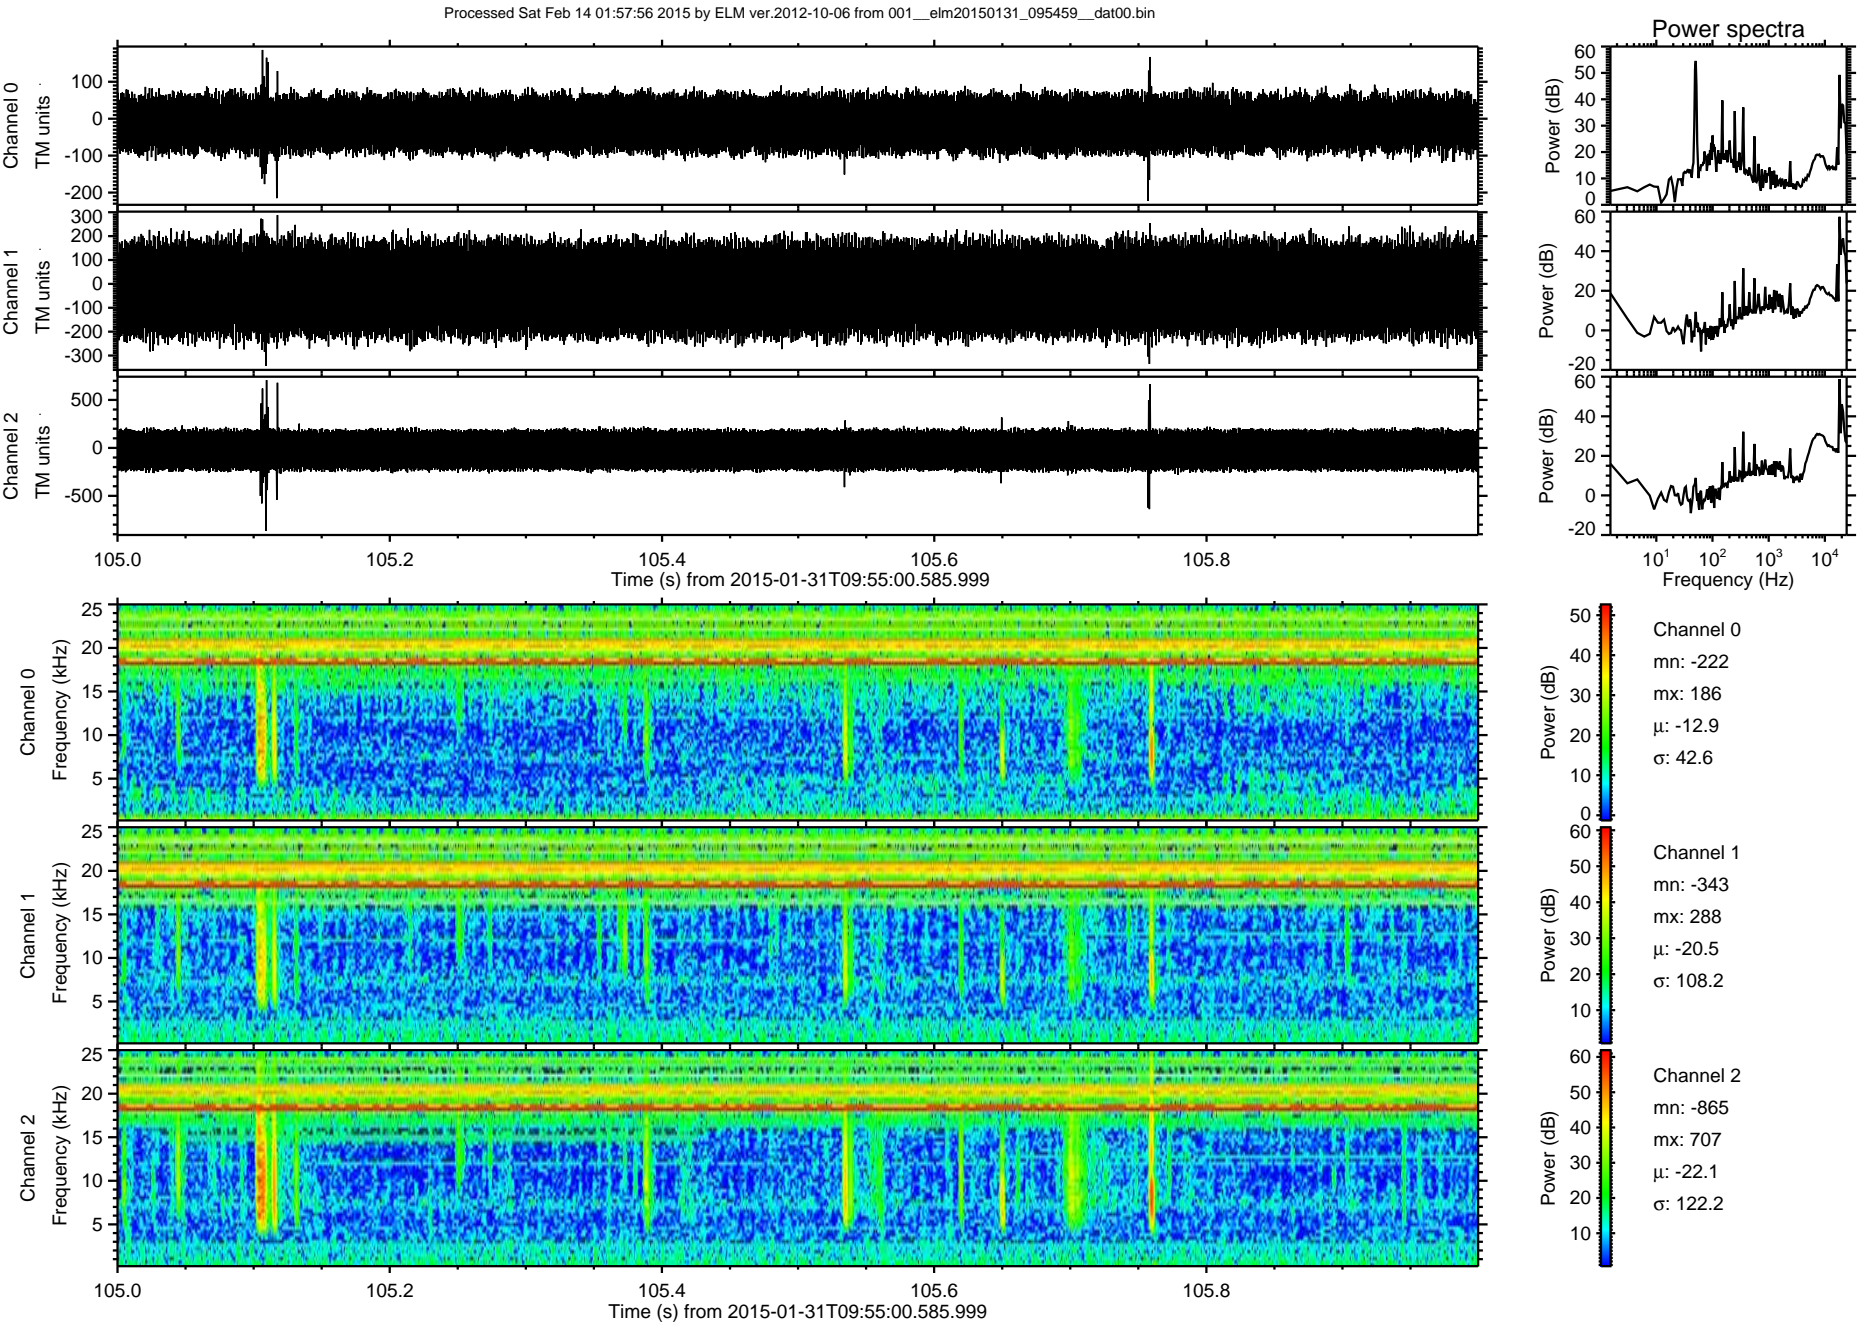 Processed Sat Feb 14 01:57:56 2015 by ELM ver.2012-10-06 from 001__elm20150131_095459__dat00.bin
Power spectra
Channel 0
TM units
100
0
-100
-200
Power (dB)
60
50
40
30
20
10
0
Channel 1
TM units
300
200
100
0
-100
-200
-300
Power (dB)
60
40
20
0
-20
Channel 2
TM units
500
0
-500
Power (dB)
60
40
20
0
-20
105.0 105.2 105.4 105.6 105.8
Time (s) from 2015-01-31T09:55:00.585.999
10^1 10^2 10^3 10^4
Frequency (Hz)
Channel 0
Frequency (kHz)
25
20
15
10
5
Power (dB)
50
40
30
20
10
0
Channel 0
mn: -222
mx: 186
μ: -12.9
σ: 42.6
Channel 1
Frequency (kHz)
25
20
15
10
5
Power (dB)
60
50
40
30
20
10
Channel 1
mn: -343
mx: 288
μ: -20.5
σ: 108.2
Channel 2
Frequency (kHz)
25
20
15
10
5
Power (dB)
60
50
40
30
20
10
Channel 2
mn: -865
mx: 707
μ: -22.1
σ: 122.2
105.0 105.2 105.4 105.6 105.8
Time (s) from 2015-01-31T09:55:00.585.999